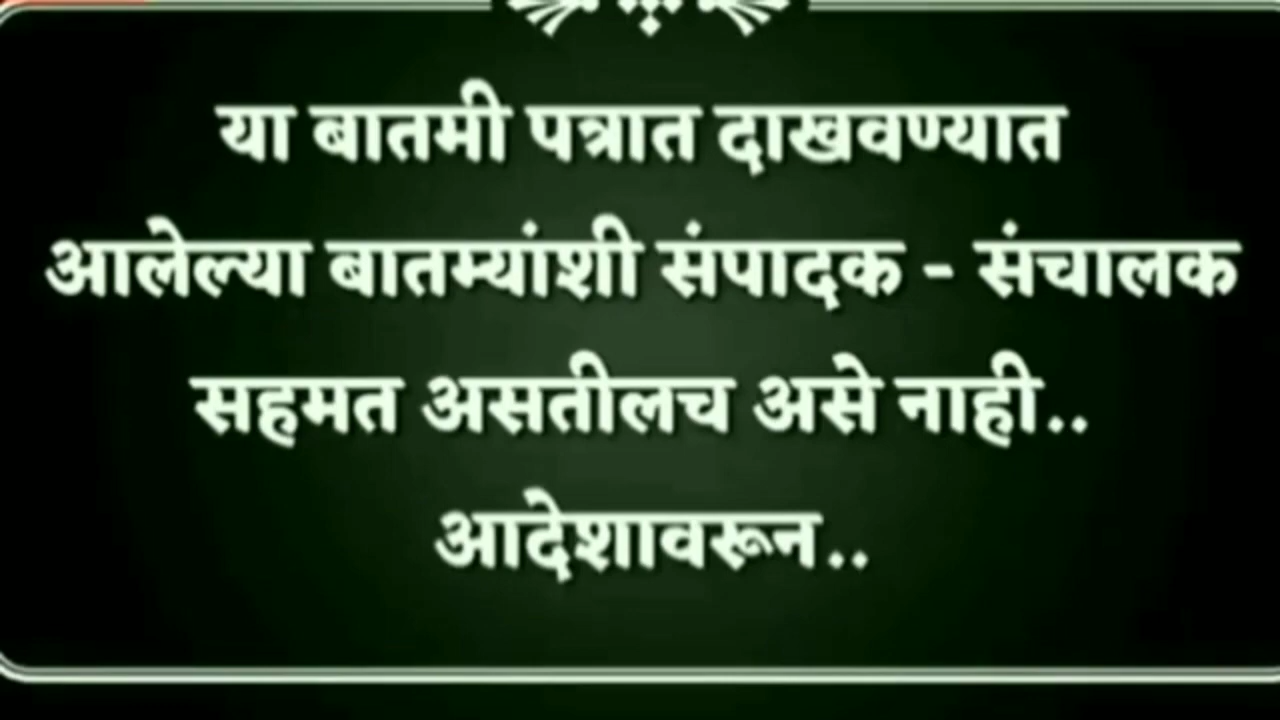 या बातमी पत्रात दाखवण्यात
आलेल्या बातम्यांशी संपादक - संचालक
सहमत असतीलच असे नाही..
आदेशावरून..